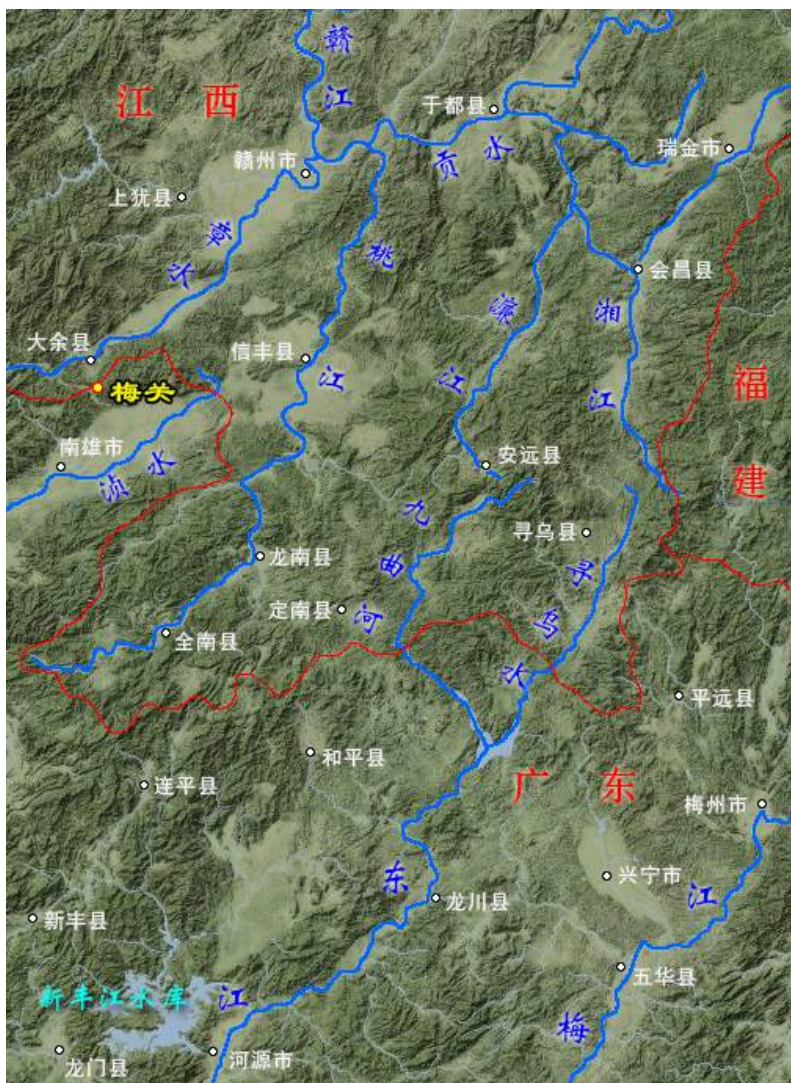 赣江
江西
于都县
贡水
瑞金市
赣州市
上犹县
章水
桃江
会昌县
濂江
湘江
大余县
信丰县
梅关
福建
南雄市
浈水
安远县
九曲河
寻乌县
寻乌水
龙南县
定南县
全南县
平远县
和平县
广东
连平县
梅州市
东江
兴宁市
龙川县
梅江
新丰县
五华县
新丰江水库
河源市
龙门县